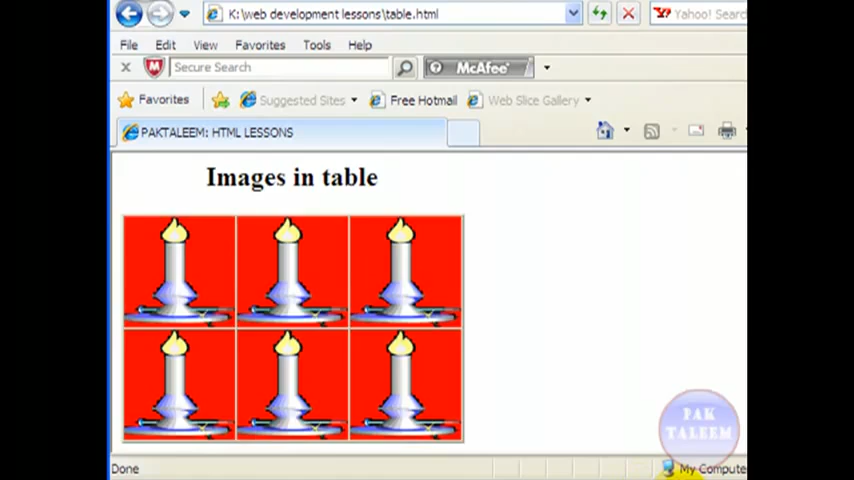 K:\web development lessons\table.html
Yahoo! Searc
File Edit View Favorites Tools Help
X Secure Search McAfee
Favorites Suggested Sites Free Hotmail Web Slice Gallery
PAKTALEEM: HTML LESSONS
Images in table
PAK
TALEEM
Done My Compute